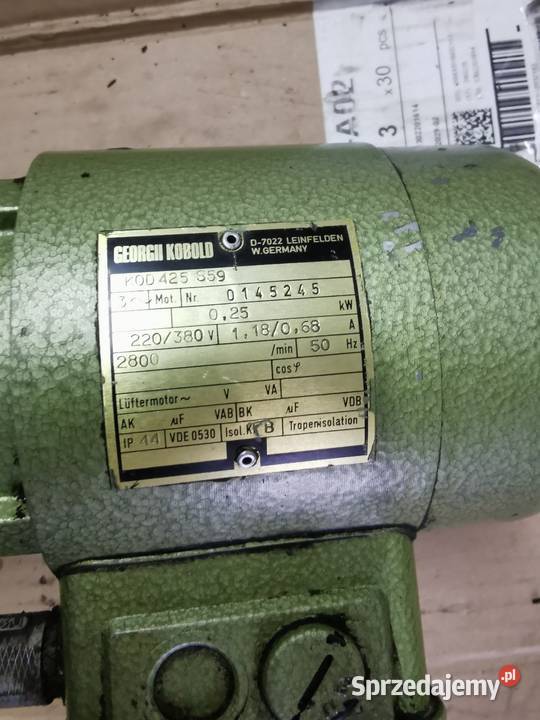 A02
3
x30
PCS
302209614
GEORGII KOBOLD
D-7022 LEINFELDEN
W.GERMANY
KOD 425 S59
3~ Mot. Nr. 0145245
0,25 kW
220/380 V 1.18/0,68 A
2800 /min 50 Hz
cos φ
Lüftermotor ~ V VA
AK µF VAB BK µF VDB
IP 44 VDE 0530 Isol.Kl. B Tropenisolation
Sprzedajemy.pl